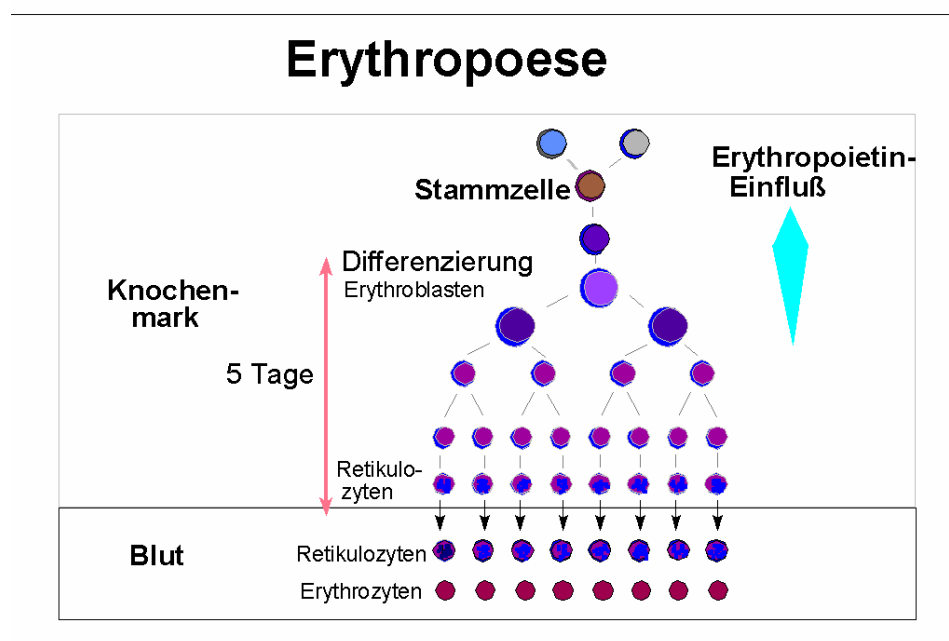 Erythropoese
Erythropoietin-
Einfluß
Stammzelle
Differenzierung
Erythroblasten
Knochen-
mark
5 Tage
Retikulo-
zyten
Blut
Retikulozyten
Erythrozyten